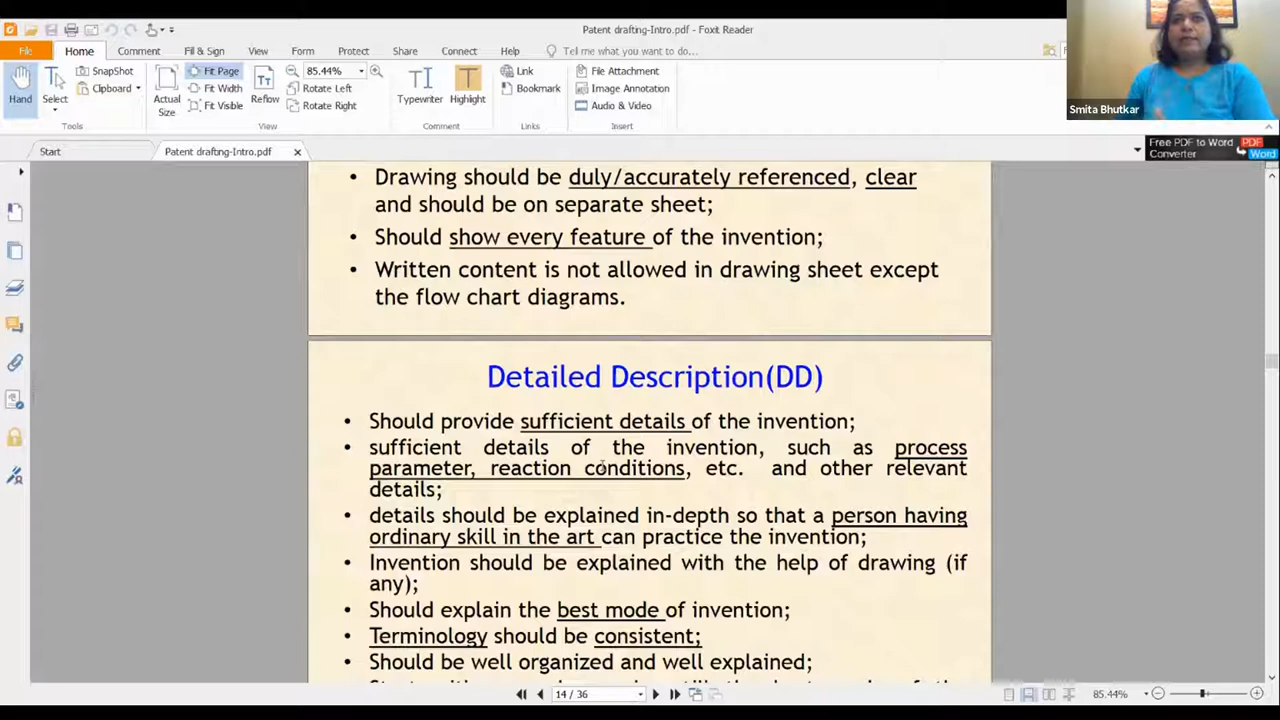 Patent drafting-Intro.pdf - Foxit Reader
File Home Comment Fill & Sign View Form Protect Share Connect Help Tell me what you want to do...
Hand
Select
SnapShot
Clipboard
Tools
Actual Size
Fit Page
Fit Width
Fit Visible
Reflow
85.44%
Rotate Left
Rotate Right
View
Typewriter
Highlight
Comment
Link
Bookmark
Links
File Attachment
Image Annotation
Audio & Video
Insert
Smita Bhutkar
Start
Patent drafting-Intro.pdf
Free PDF to Word
Converter
PDF
Word
• Drawing should be duly/accurately referenced, clear
and should be on separate sheet;
• Should show every feature of the invention;
• Written content is not allowed in drawing sheet except
the flow chart diagrams.
Detailed Description(DD)
• Should provide sufficient details of the invention;
• sufficient details of the invention, such as process
parameter, reaction conditions, etc. and other relevant
details;
• details should be explained in-depth so that a person having
ordinary skill in the art can practice the invention;
• Invention should be explained with the help of drawing (if
any);
• Should explain the best mode of invention;
• Terminology should be consistent;
• Should be well organized and well explained;
14 / 36
85.44%